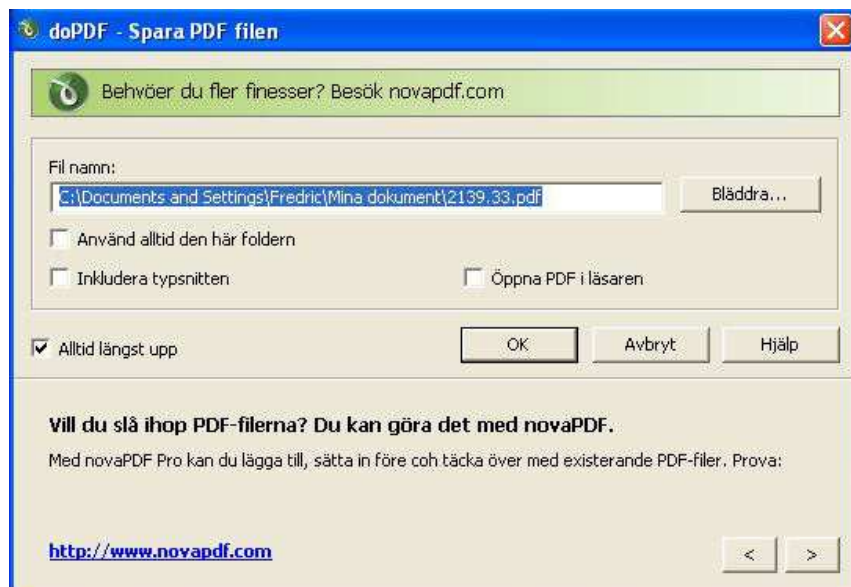 doPDF - Spara PDF filen
Behvöer du fler finesser? Besök novapdf.com
Fil namn:
C:\Documents and Settings\Fredric\Mina dokument\2139.33.pdf
Bläddra...
Använd alltid den här foldern
Inkludera typsnitten
Öppna PDF i läsaren
Alltid längst upp
OK
Avbryt
Hjälp
Vill du slå ihop PDF-filerna? Du kan göra det med novaPDF.
Med novaPDF Pro kan du lägga till, sätta in före coh täcka över med existerande PDF-filer. Prova:
http://www.novapdf.com
<
>